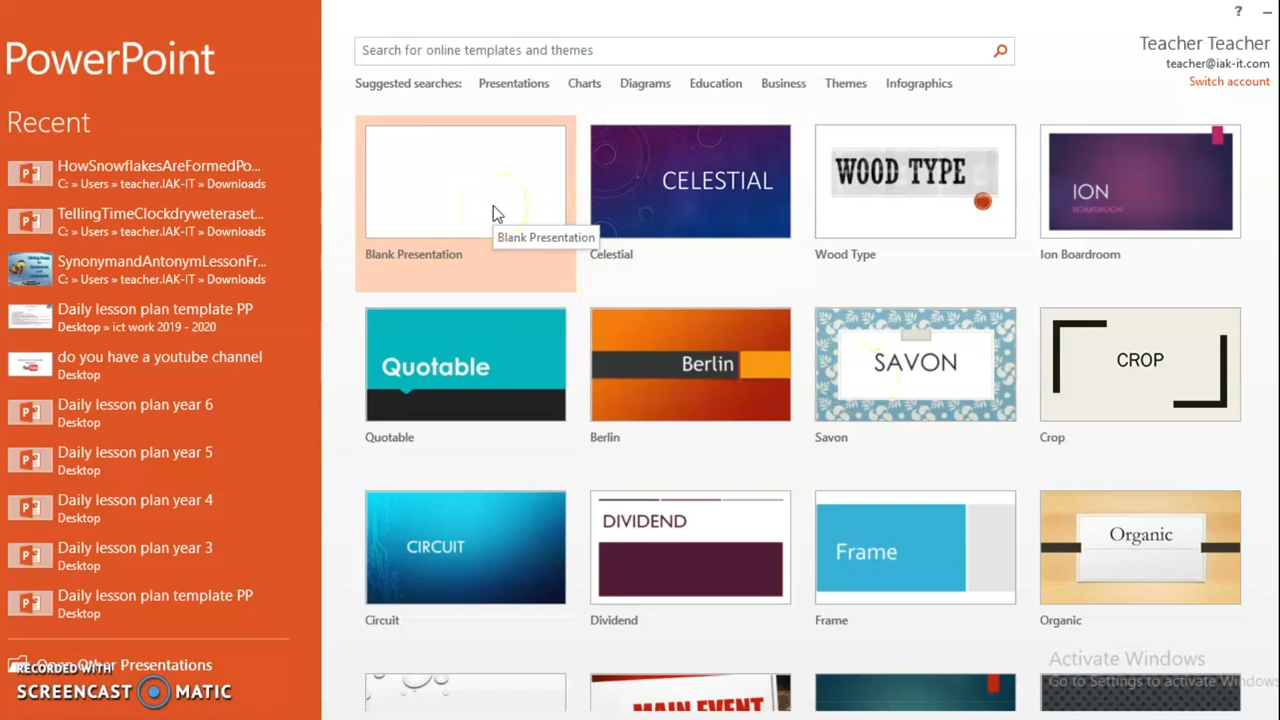 ?
PowerPoint
Search for online templates and themes
Teacher Teacher
teacher@iak-it.com
Switch account
Suggested searches: Presentations Charts Diagrams Education Business Themes Infographics
Recent
HowSnowflakesAreFormedPo...
C: » Users » teacher.IAK-IT » Downloads
TellingTimeClockdryweteraset...
C: » Users » teacher.IAK-IT » Downloads
SynonymandAntonymLessonFr...
C: » Users » teacher.IAK-IT » Downloads
Daily lesson plan template PP
Desktop » ict work 2019 - 2020
do you have a youtube channel
Desktop
Daily lesson plan year 6
Desktop
Daily lesson plan year 5
Desktop
Daily lesson plan year 4
Desktop
Daily lesson plan year 3
Desktop
Daily lesson plan template PP
Desktop
Open Other Presentations
RECORDED WITH
SCREENCAST MATIC
Blank Presentation
Blank Presentation
CELESTIAL
Celestial
WOOD TYPE
Wood Type
ION
BOARDROOM
Ion Boardroom
Quotable
Quotable
Berlin
Berlin
SAVON
Savon
CROP
Crop
CIRCUIT
Circuit
DIVIDEND
Dividend
Frame
Frame
Organic
Organic
MAIN EVENT
Activate Windows
Go to Settings to activate Windows